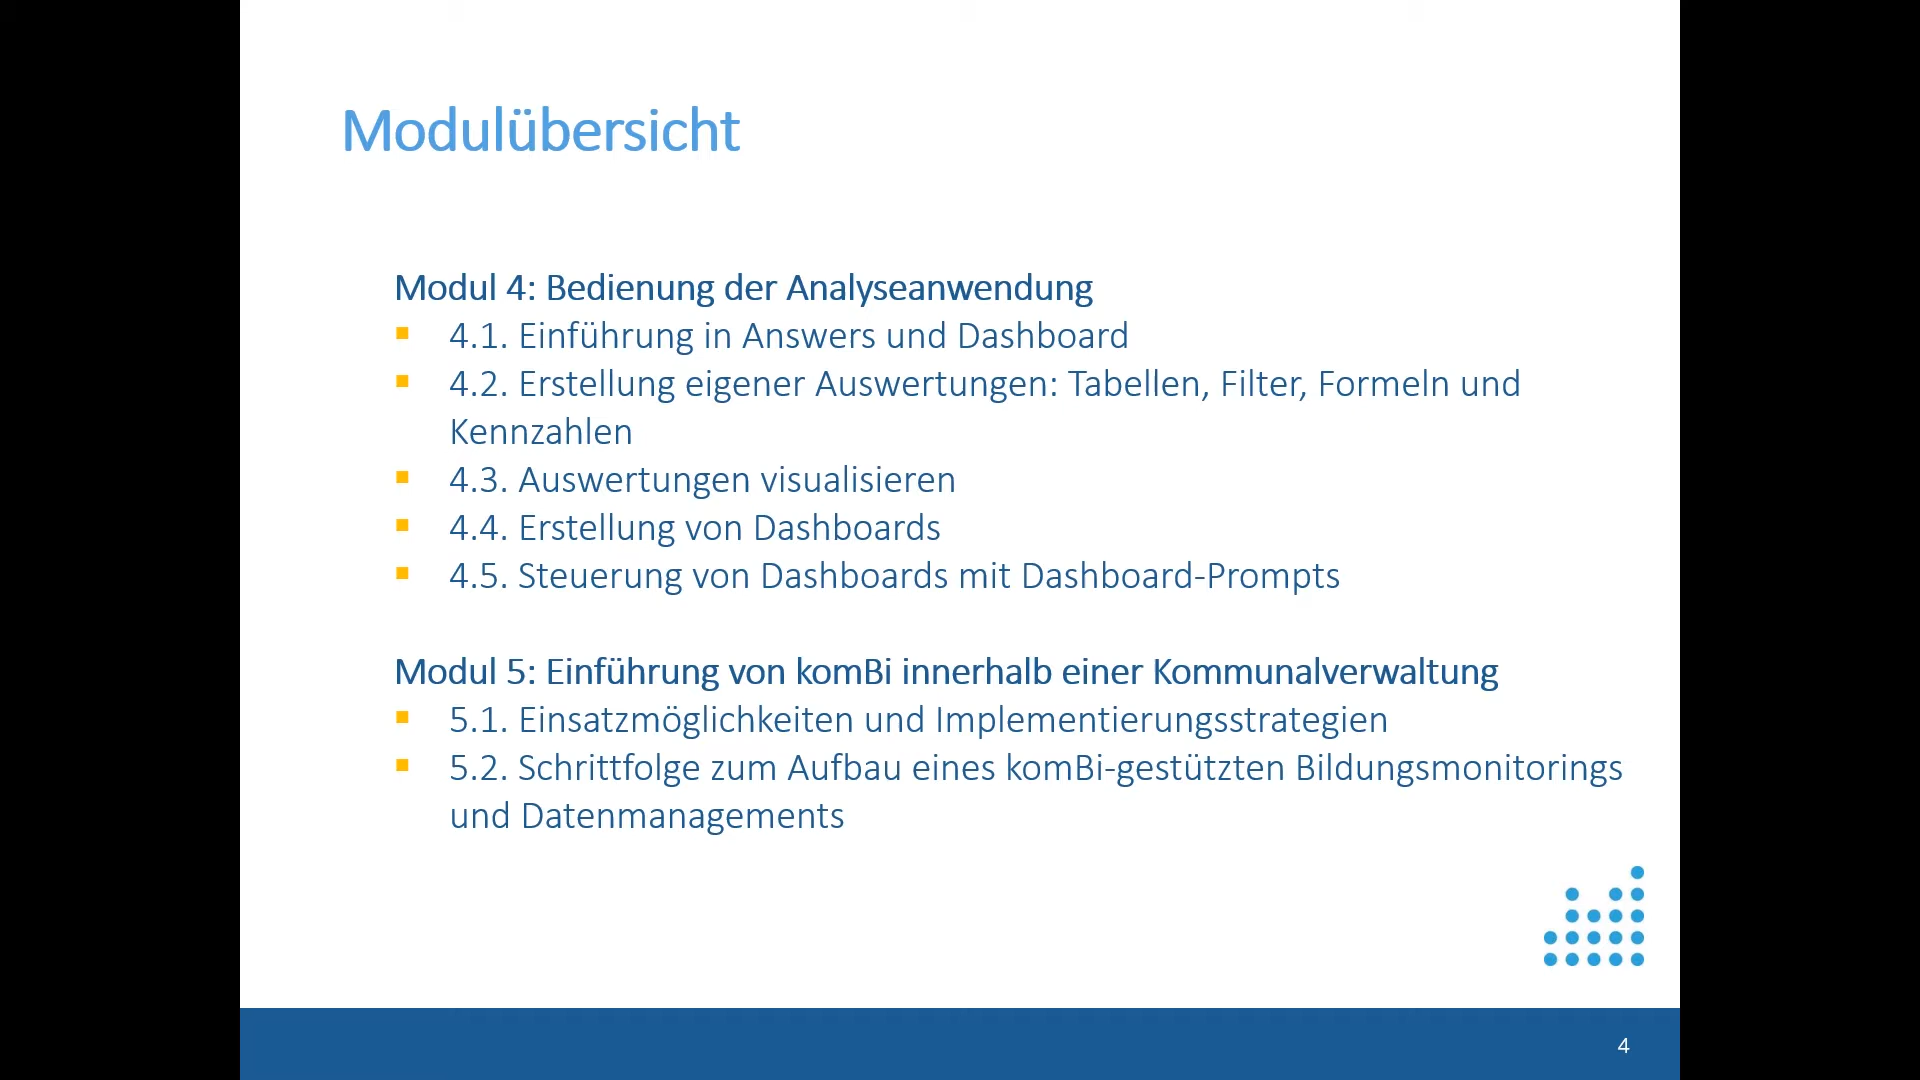 Modulübersicht
Modul 4: Bedienung der Analyseanwendung
4.1. Einführung in Answers und Dashboard
4.2. Erstellung eigener Auswertungen: Tabellen, Filter, Formeln und
Kennzahlen
4.3. Auswertungen visualisieren
4.4. Erstellung von Dashboards
4.5. Steuerung von Dashboards mit Dashboard-Prompts
Modul 5: Einführung von komBi innerhalb einer Kommunalverwaltung
5.1. Einsatzmöglichkeiten und Implementierungsstrategien
5.2. Schrittfolge zum Aufbau eines komBi-gestützten Bildungsmonitorings
und Datenmanagements
4